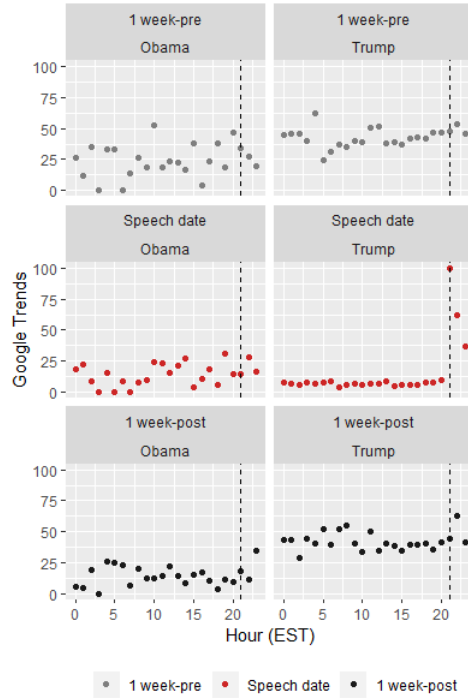 1 week-pre
1 week-pre
Obama
Trump
100
75
50
25
0
Speech date
Speech date
Obama
Trump
100
75
50
25
0
Google Trends
1 week-post
1 week-post
Obama
Trump
100
75
50
25
0
0 5 10 15 20
0 5 10 15 20
Hour (EST)
1 week-pre
Speech date
1 week-post